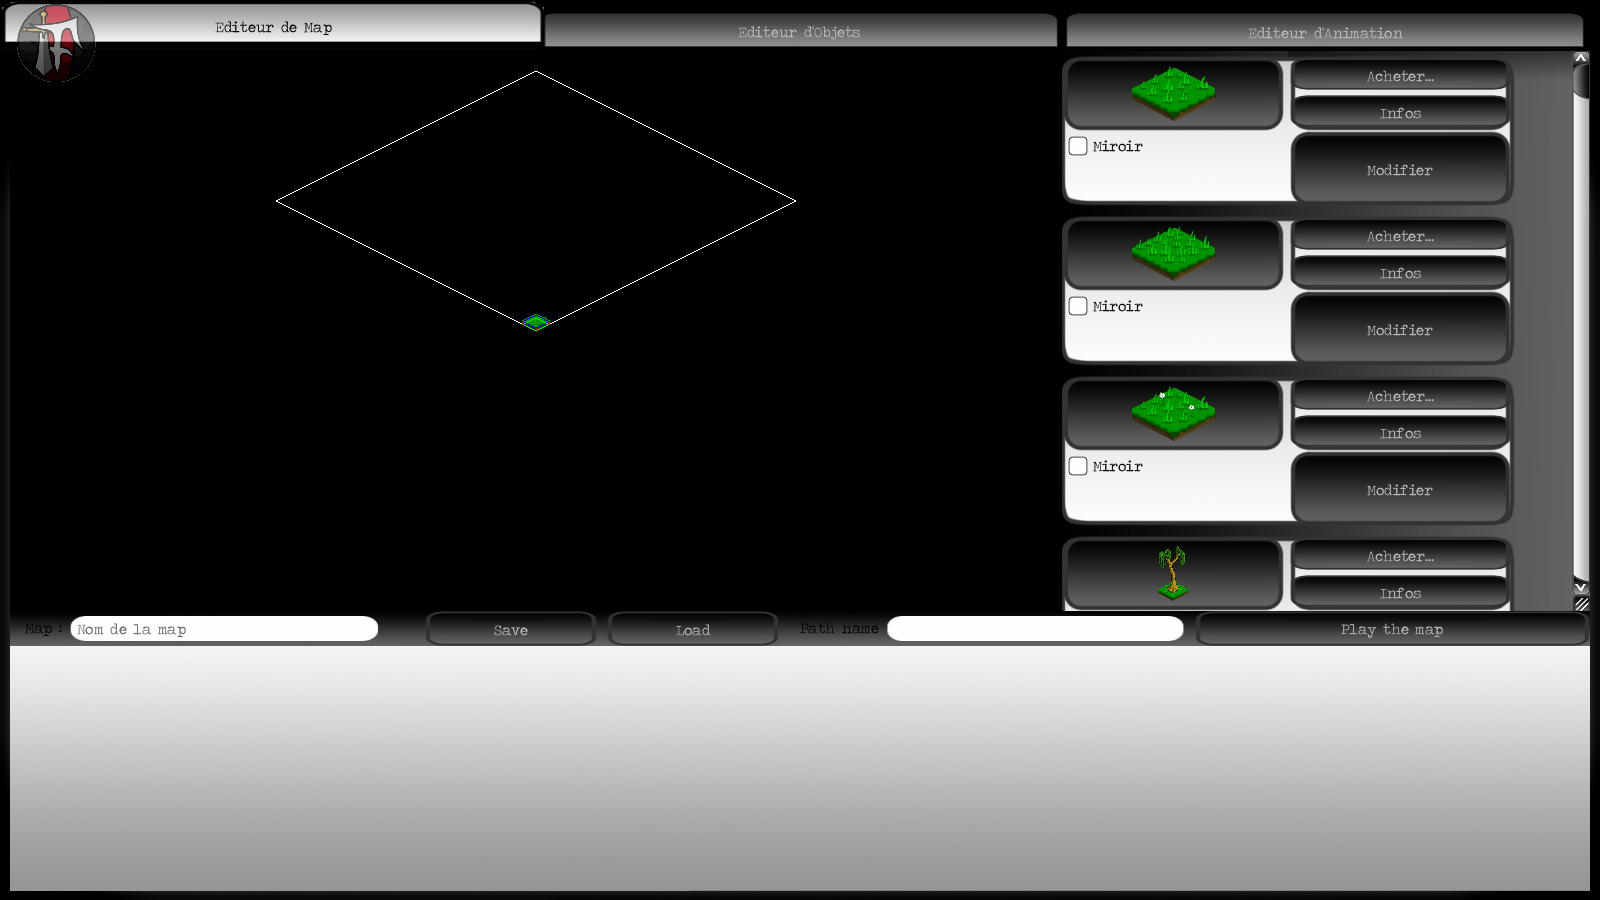 Editeur de Map
Editeur d'Objets
Editeur d'Animation
Acheter...
Infos
Miroir
Modifier
Acheter...
Infos
Miroir
Modifier
Acheter...
Infos
Miroir
Modifier
Acheter...
Infos
Map : Nom de la map Save Load Path name Play the map